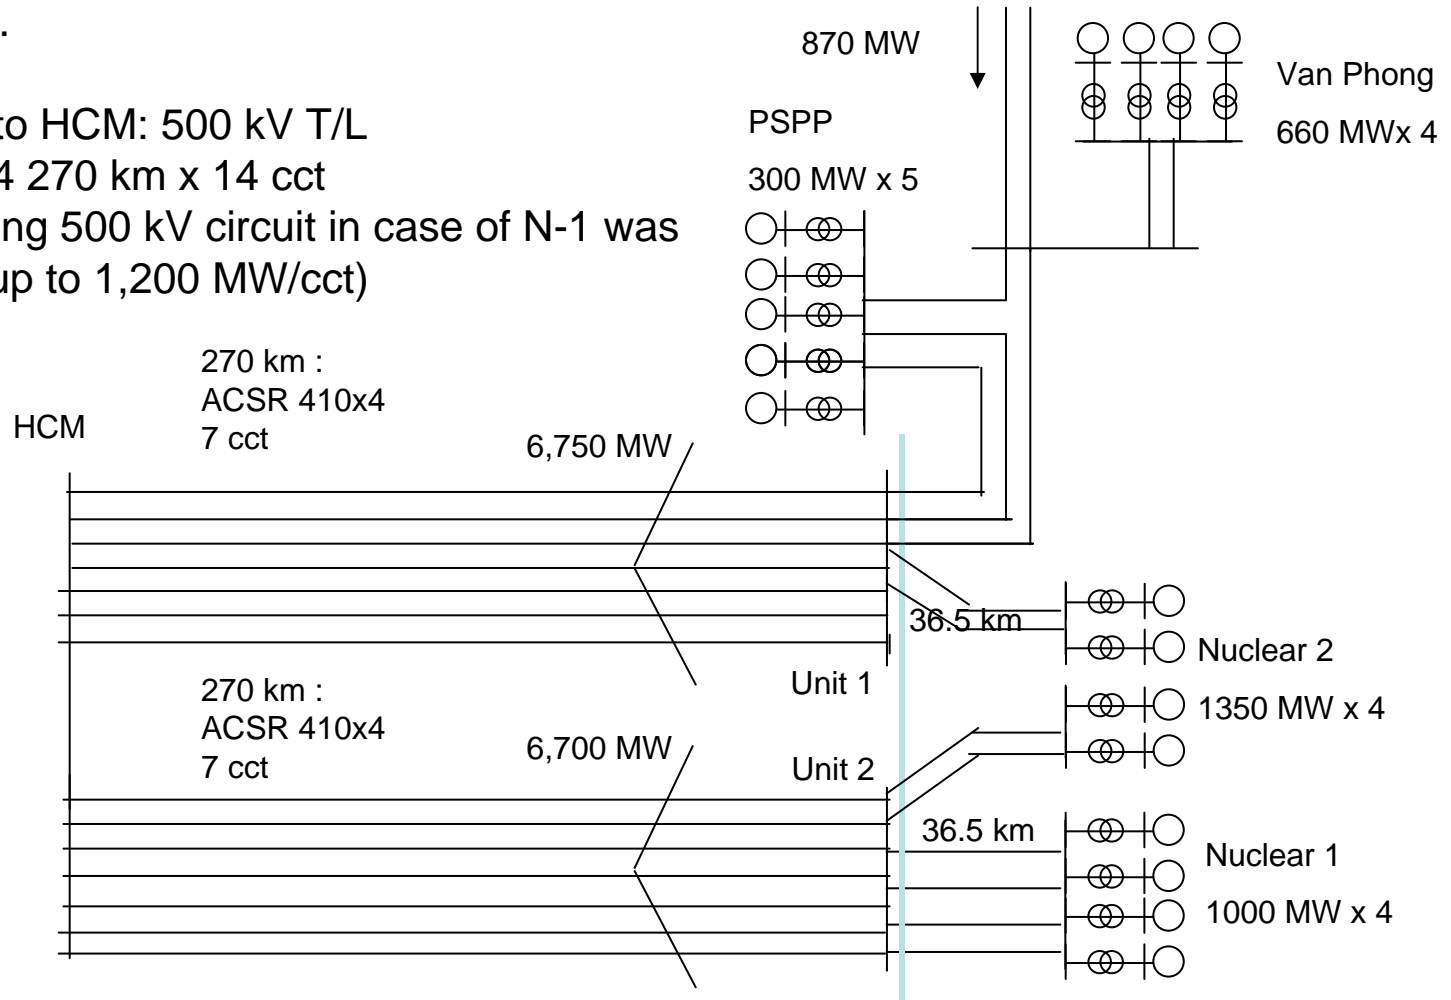 .
to HCM: 500 kV T/L
4 270 km x 14 cct
ng 500 kV circuit in case of N-1 was
up to 1,200 MW/cct)
870 MW
PSPP
300 MW x 5
Van Phong
660 MWx 4
270 km :
ACSR 410x4
7 cct
HCM
6,750 MW
36.5 km
Unit 1
Nuclear 2
1350 MW x 4
270 km :
ACSR 410x4
7 cct
6,700 MW
Unit 2
36.5 km
Nuclear 1
1000 MW x 4